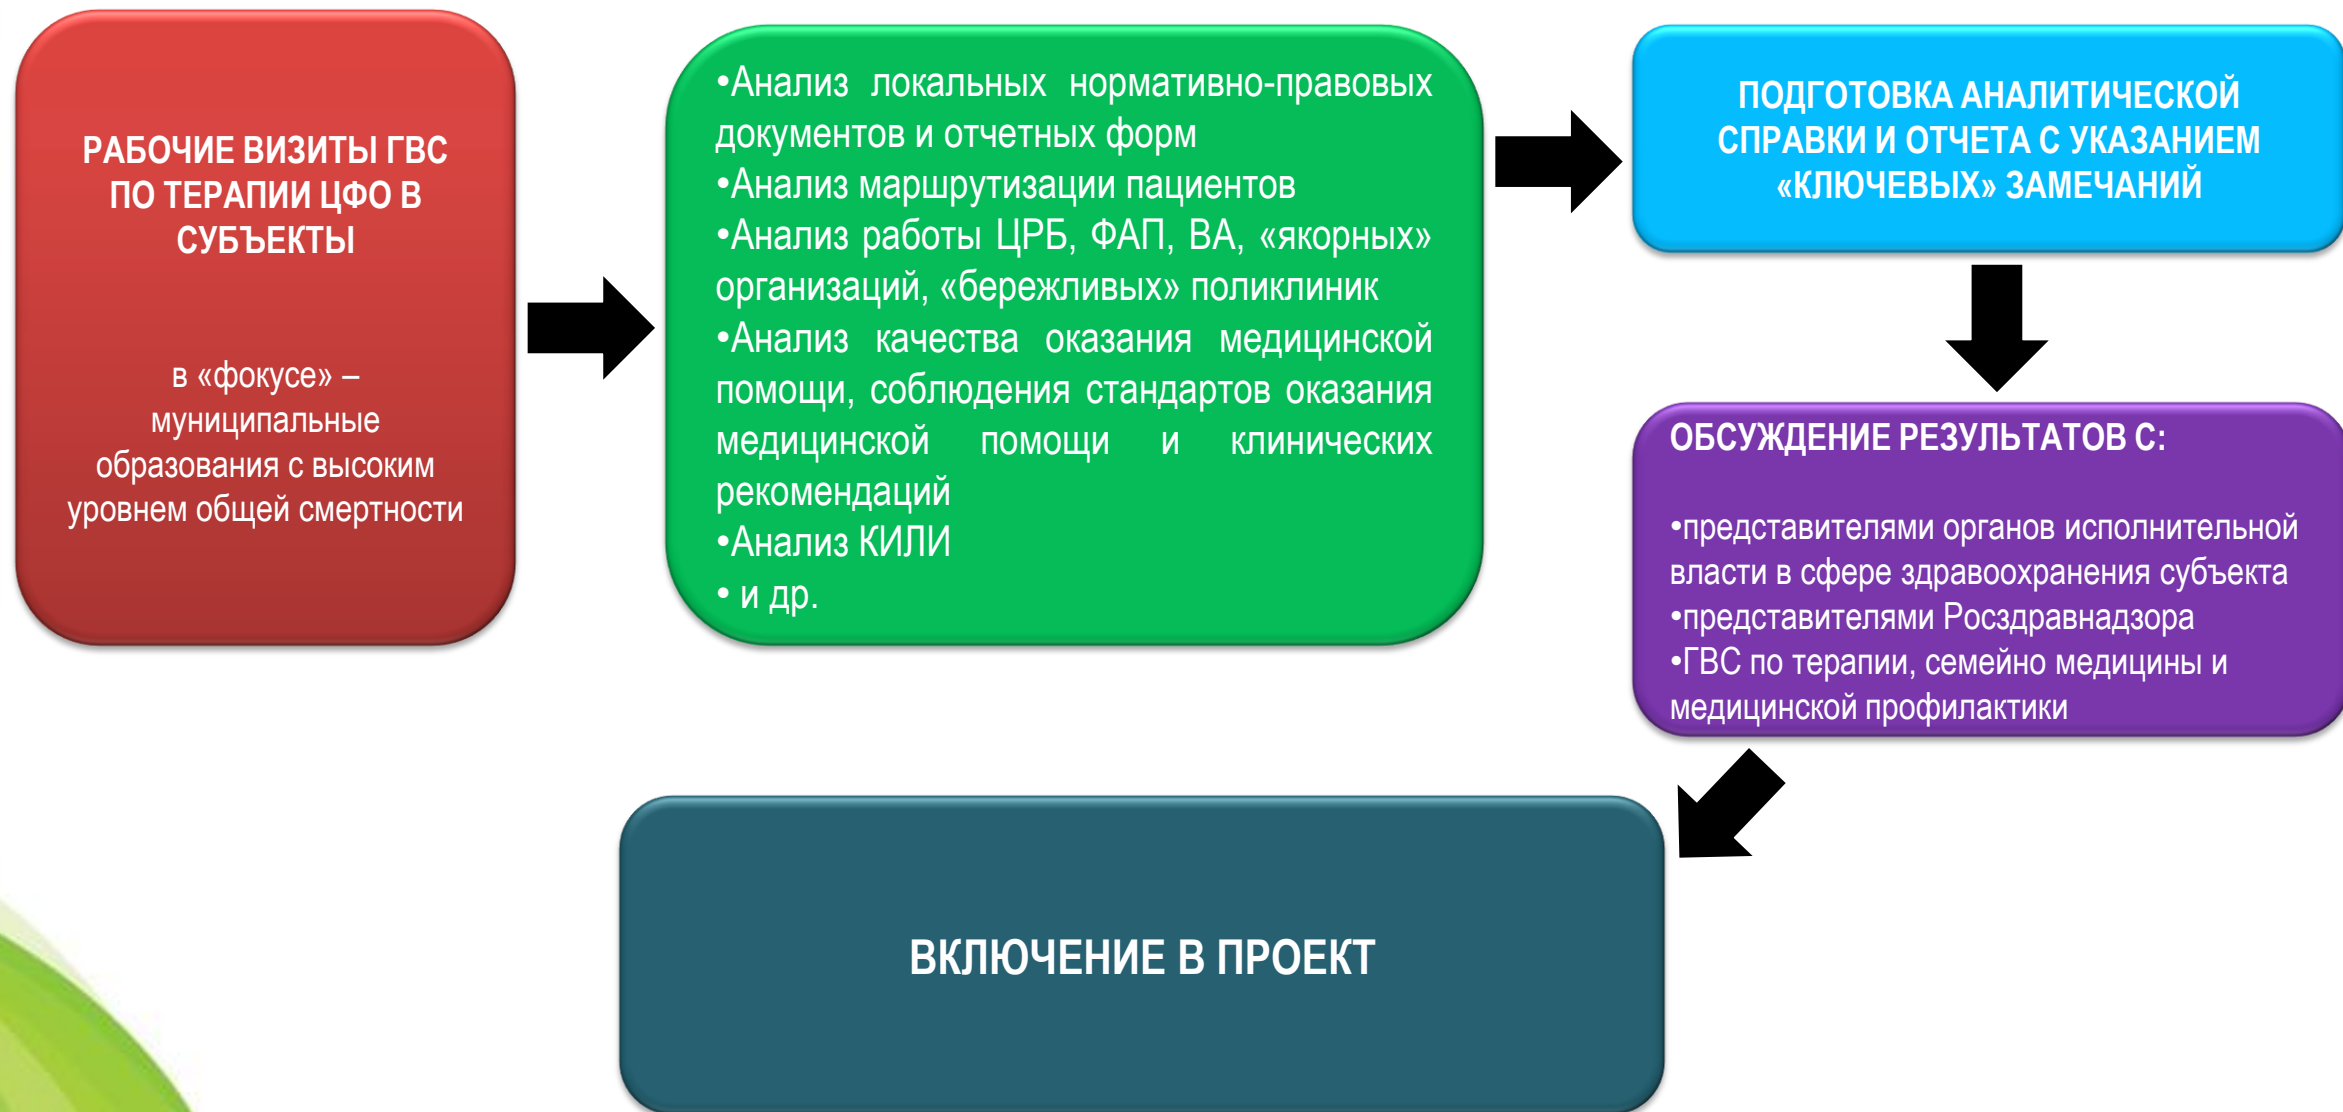 РАБОЧИЕ ВИЗИТЫ ГВС
ПО ТЕРАПИИ ЦФО В
СУБЪЕКТЫ
в «фокусе» –
муниципальные
образования с высоким
уровнем общей смертности
•Анализ локальных нормативно-правовых
документов и отчетных форм
•Анализ маршрутизации пациентов
•Анализ работы ЦРБ, ФАП, ВА, «якорных»
организаций, «бережливых» поликлиник
•Анализ качества оказания медицинской
помощи, соблюдения стандартов оказания
медицинской помощи и клинических
рекомендаций
•Анализ КИЛИ
• и др.
ПОДГОТОВКА АНАЛИТИЧЕСКОЙ
СПРАВКИ И ОТЧЕТА С УКАЗАНИЕМ
«КЛЮЧЕВЫХ» ЗАМЕЧАНИЙ
ОБСУЖДЕНИЕ РЕЗУЛЬТАТОВ С:
•представителями органов исполнительной
власти в сфере здравоохранения субъекта
•представителями Росздравнадзора
•ГВС по терапии, семейно медицины и
медицинской профилактики
ВКЛЮЧЕНИЕ В ПРОЕКТ